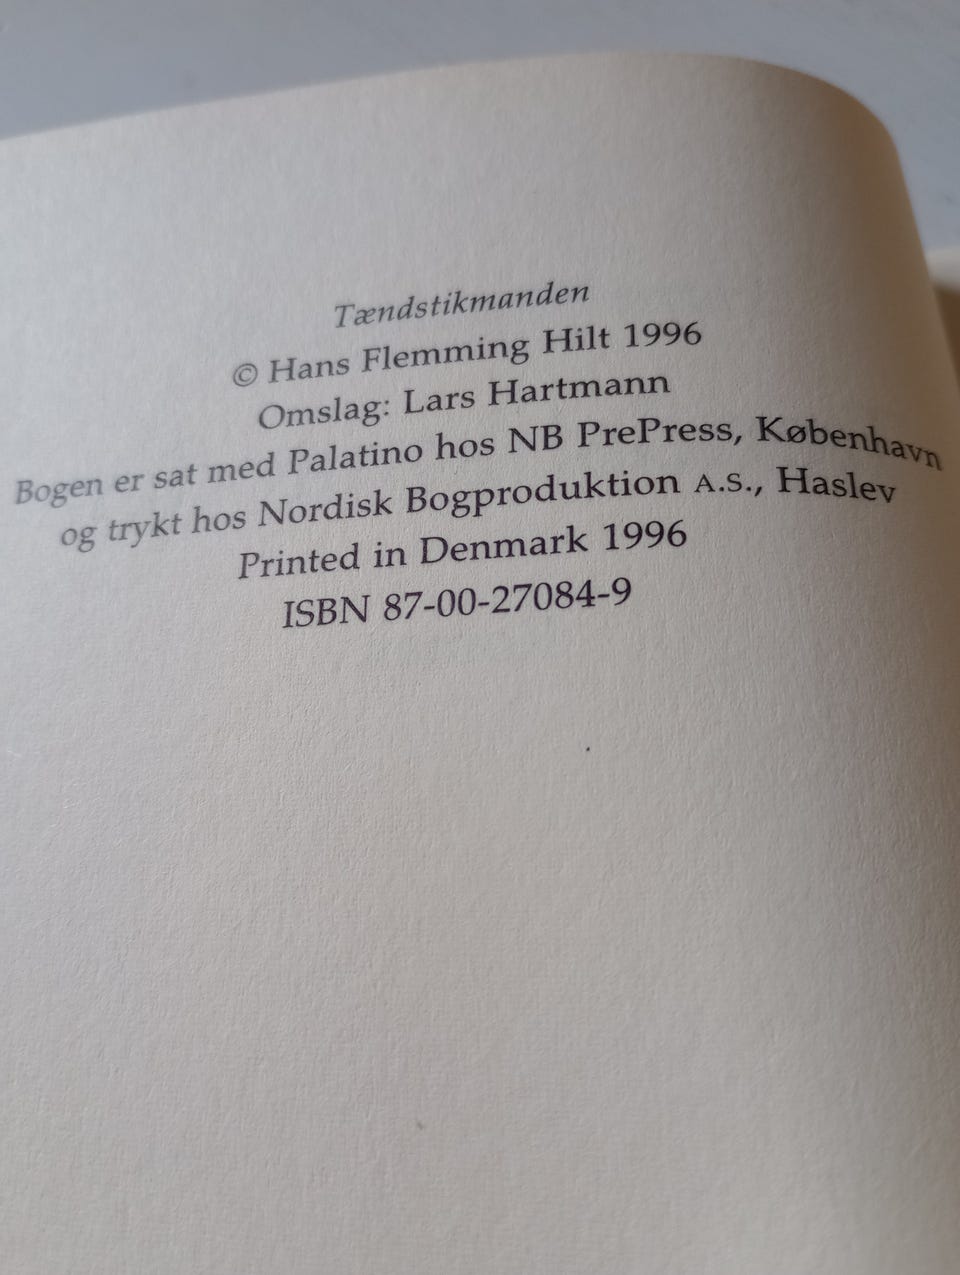 Tændstikmanden
© Hans Flemming Hilt 1996
Omslag: Lars Hartmann
Bogen er sat med Palatino hos NB PrePress, København
og trykt hos Nordisk Bogproduktion A.S., Haslev
Printed in Denmark 1996
ISBN 87-00-27084-9